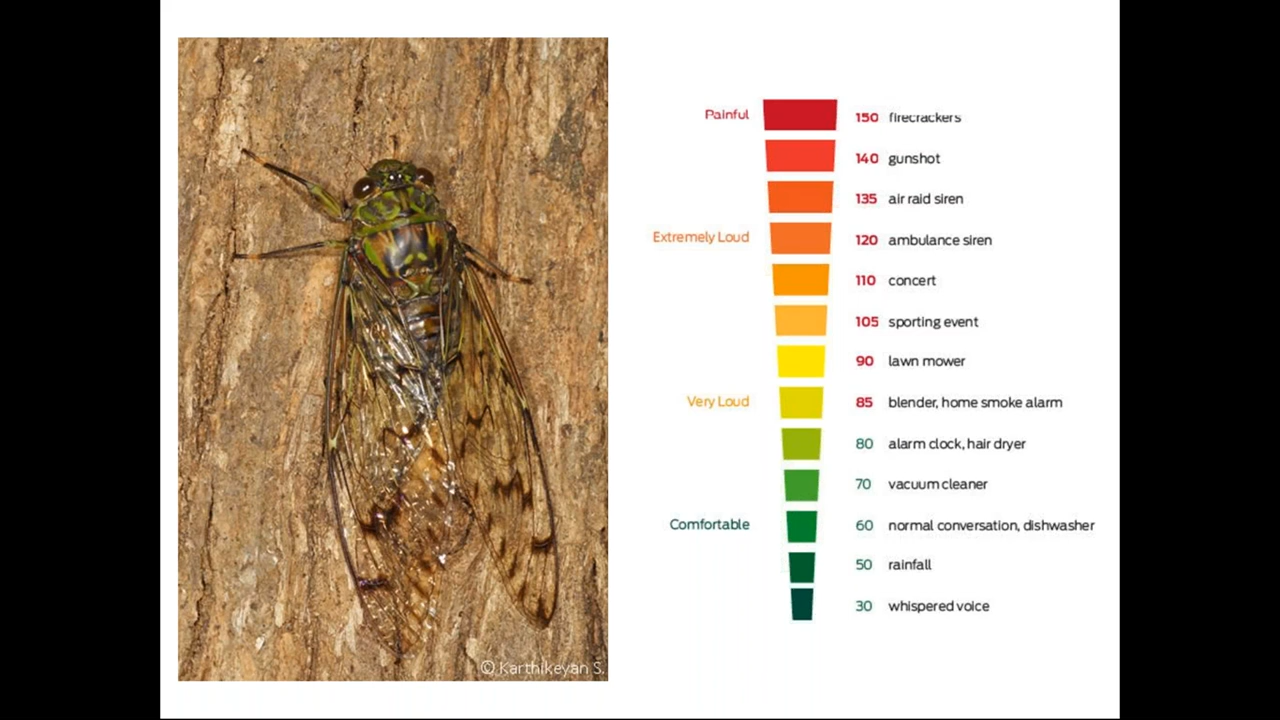 Painful
150 firecrackers
140 gunshot
135 air raid siren
Extremely Loud
120 ambulance siren
110 concert
105 sporting event
90 lawn mower
Very Loud
85 blender, home smoke alarm
80 alarm clock, hair dryer
70 vacuum cleaner
Comfortable
60 normal conversation, dishwasher
50 rainfall
30 whispered voice
© Karthikeyan S.